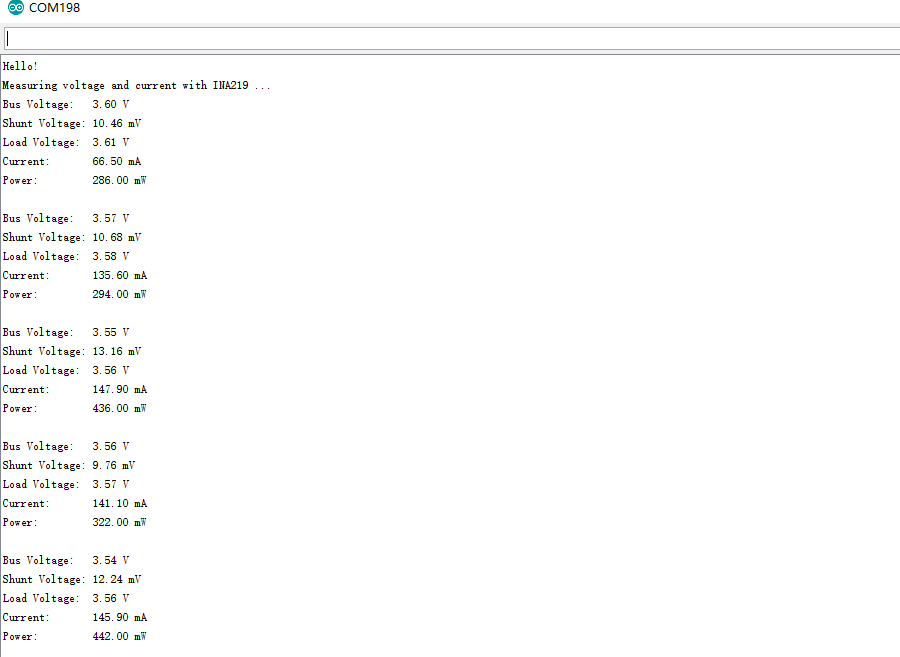 COM198
Hello!
Measuring voltage and current with INA219 ...
Bus Voltage:   3.60 V
Shunt Voltage: 10.46 mV
Load Voltage:  3.61 V
Current:       66.50 mA
Power:         286.00 mW

Bus Voltage:   3.57 V
Shunt Voltage: 10.68 mV
Load Voltage:  3.58 V
Current:       135.60 mA
Power:         294.00 mW

Bus Voltage:   3.55 V
Shunt Voltage: 13.16 mV
Load Voltage:  3.56 V
Current:       147.90 mA
Power:         436.00 mW

Bus Voltage:   3.56 V
Shunt Voltage: 9.76 mV
Load Voltage:  3.57 V
Current:       141.10 mA
Power:         322.00 mW

Bus Voltage:   3.54 V
Shunt Voltage: 12.24 mV
Load Voltage:  3.56 V
Current:       145.90 mA
Power:         442.00 mW